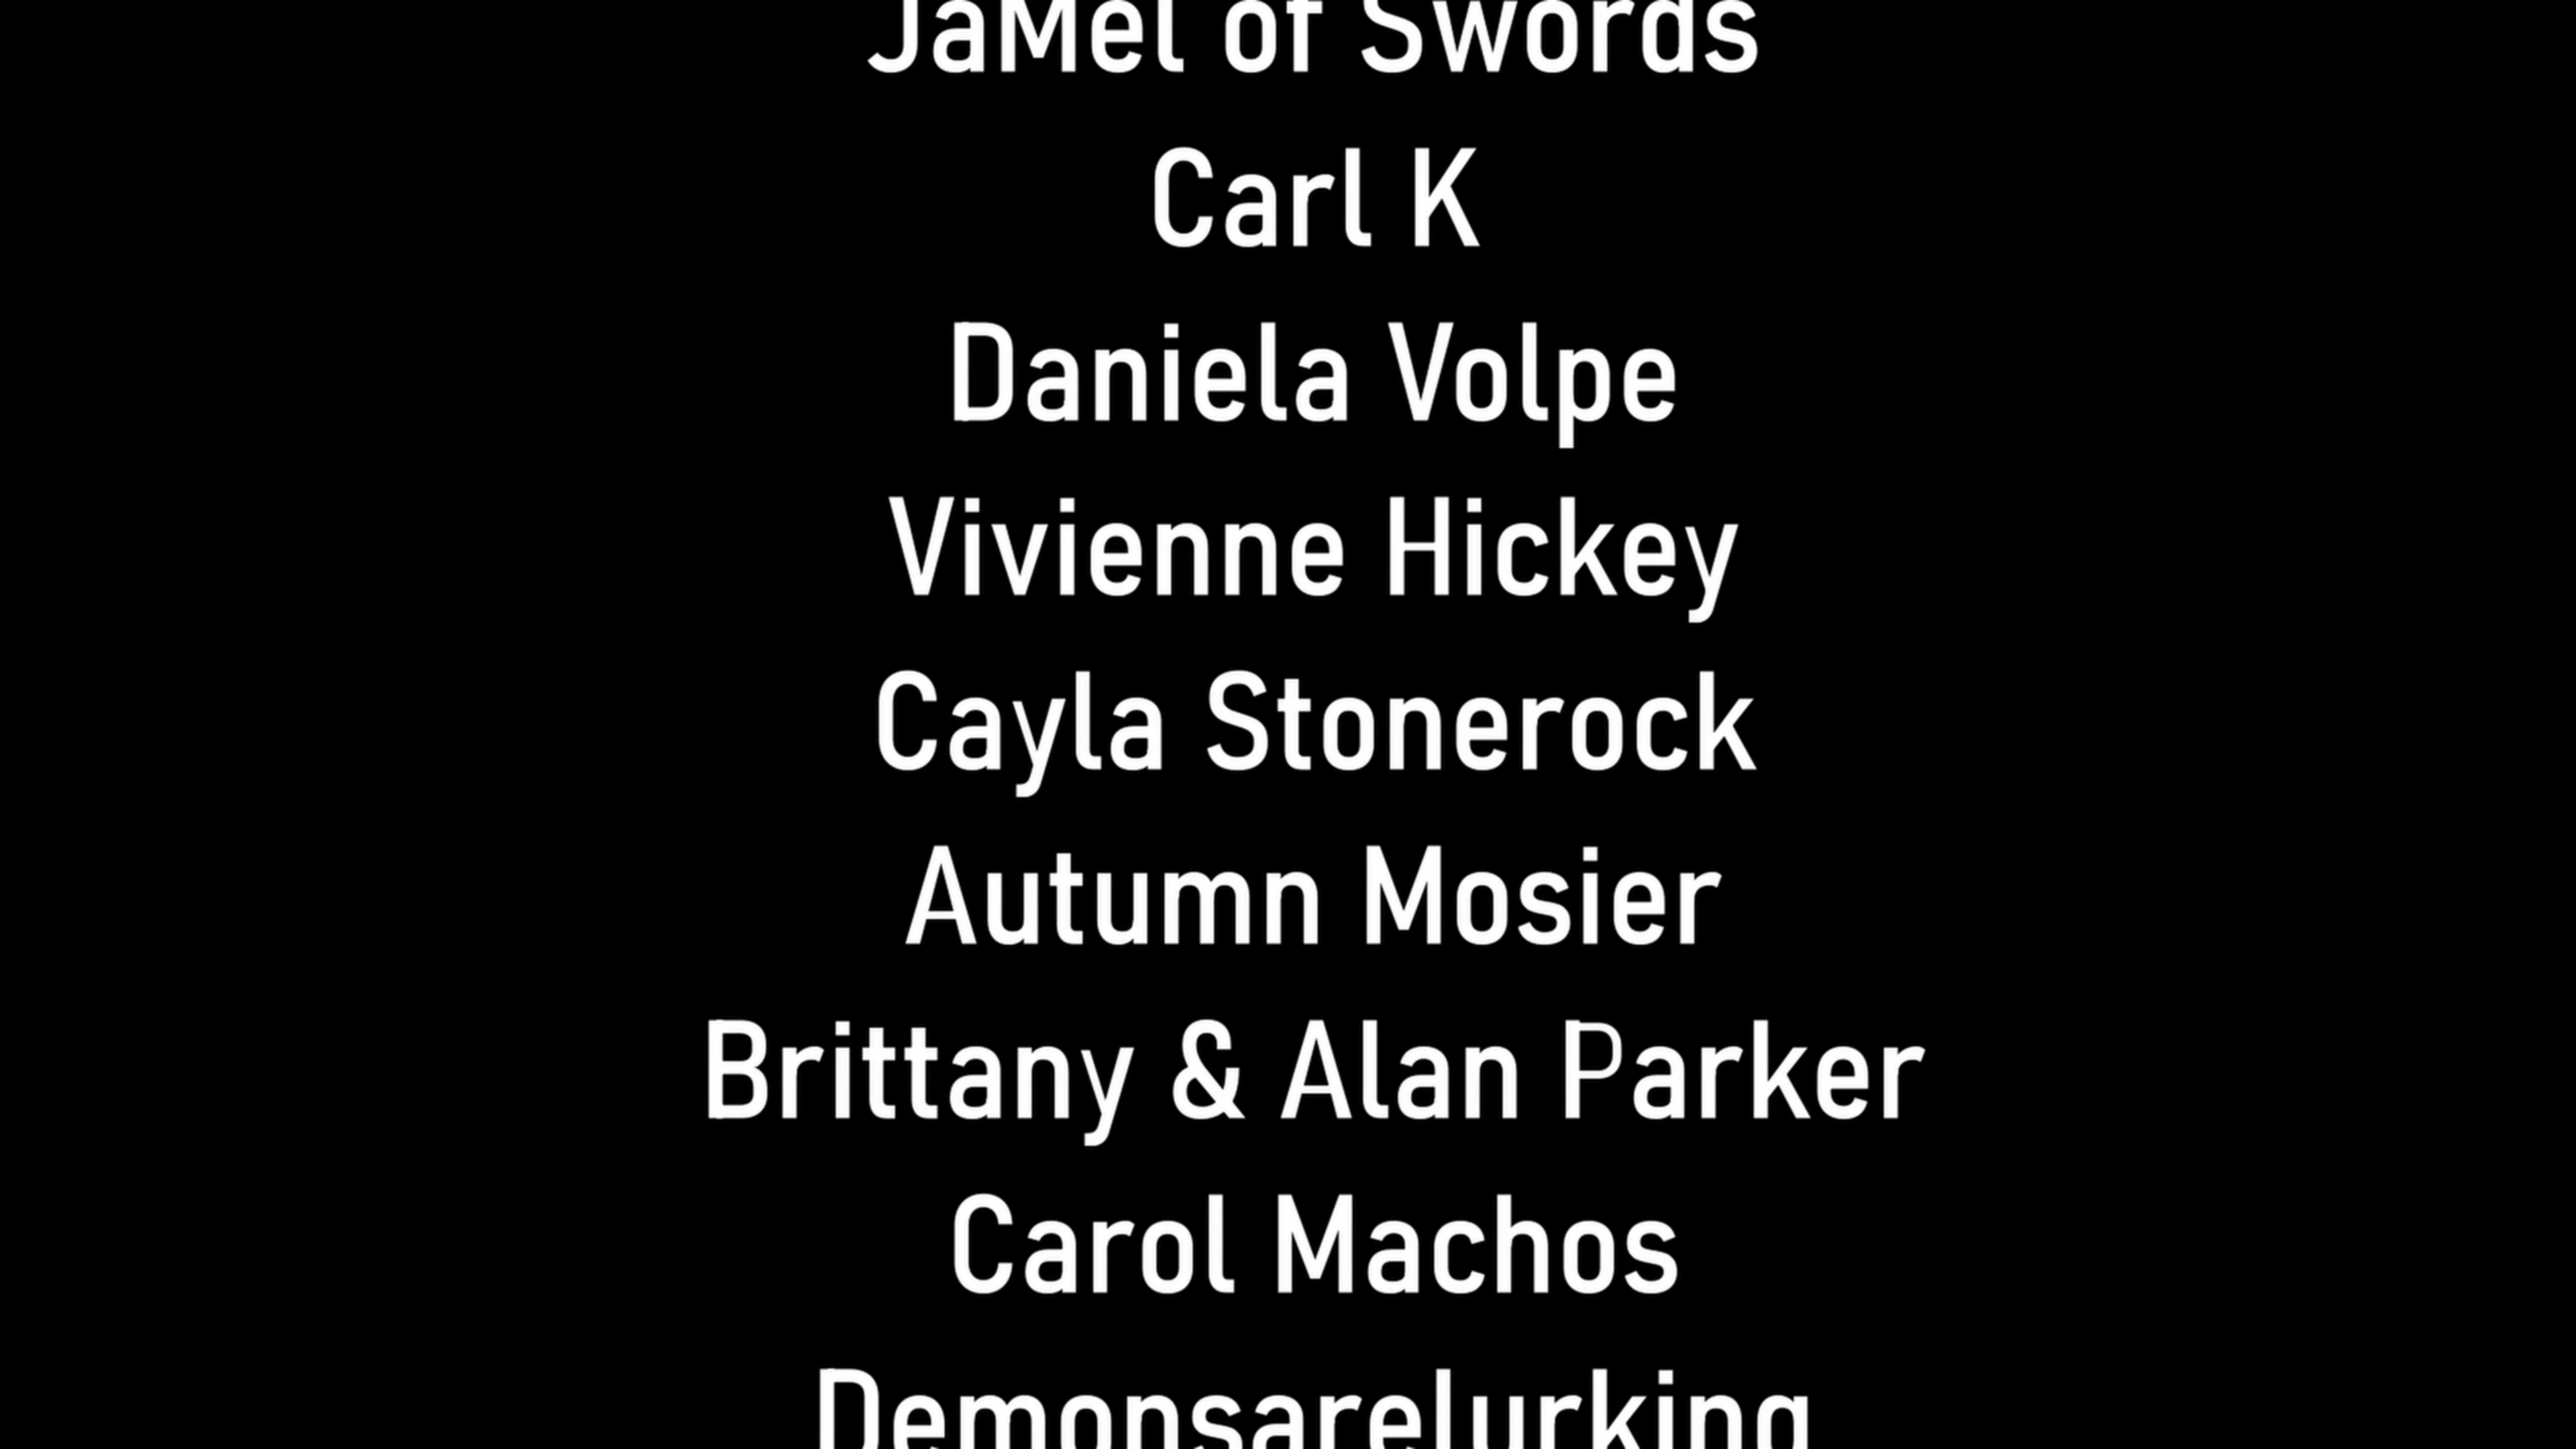 JaMel of Swords
Carl K
Daniela Volpe
Vivienne Hickey
Cayla Stonerock
Autumn Mosier
Brittany & Alan Parker
Carol Machos
Demonsarelurking